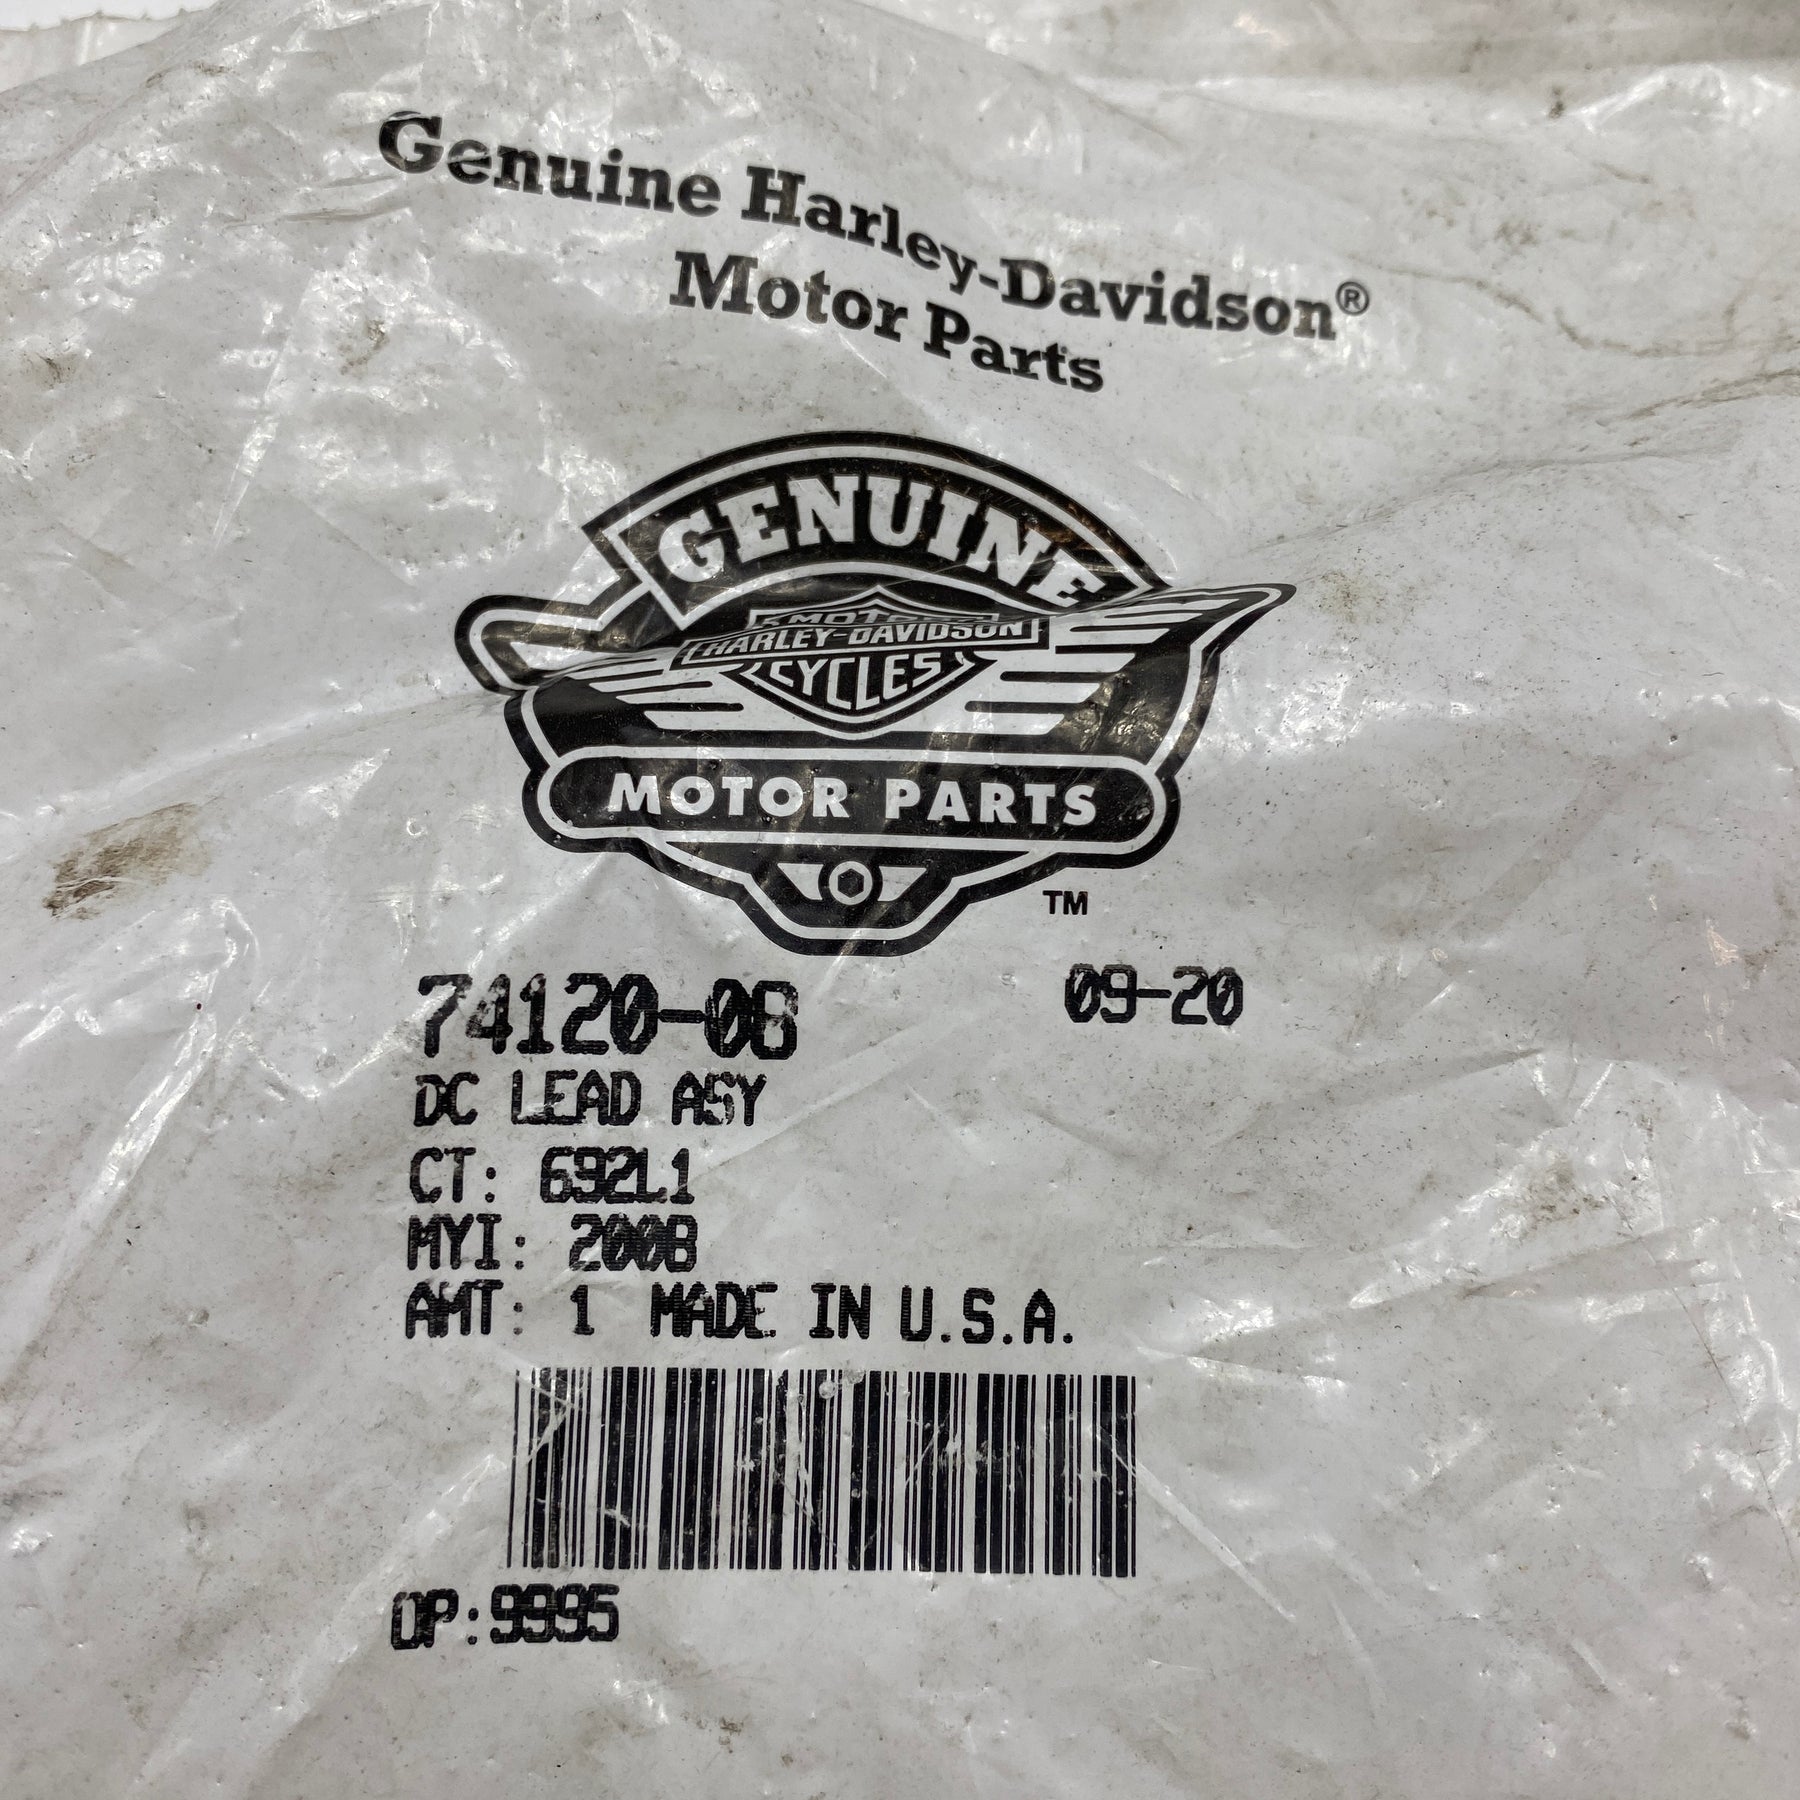 Genuine Harley-Davidson®
Motor Parts
GENUINE
MOTOR
HARLEY-DAVIDSON
CYCLES
MOTOR PARTS
TM
74120-08
09-20
DC LEAD ASY
CT: 692L1
MYI: 2008
AMT: 1 MADE IN U.S.A.
OP:9995